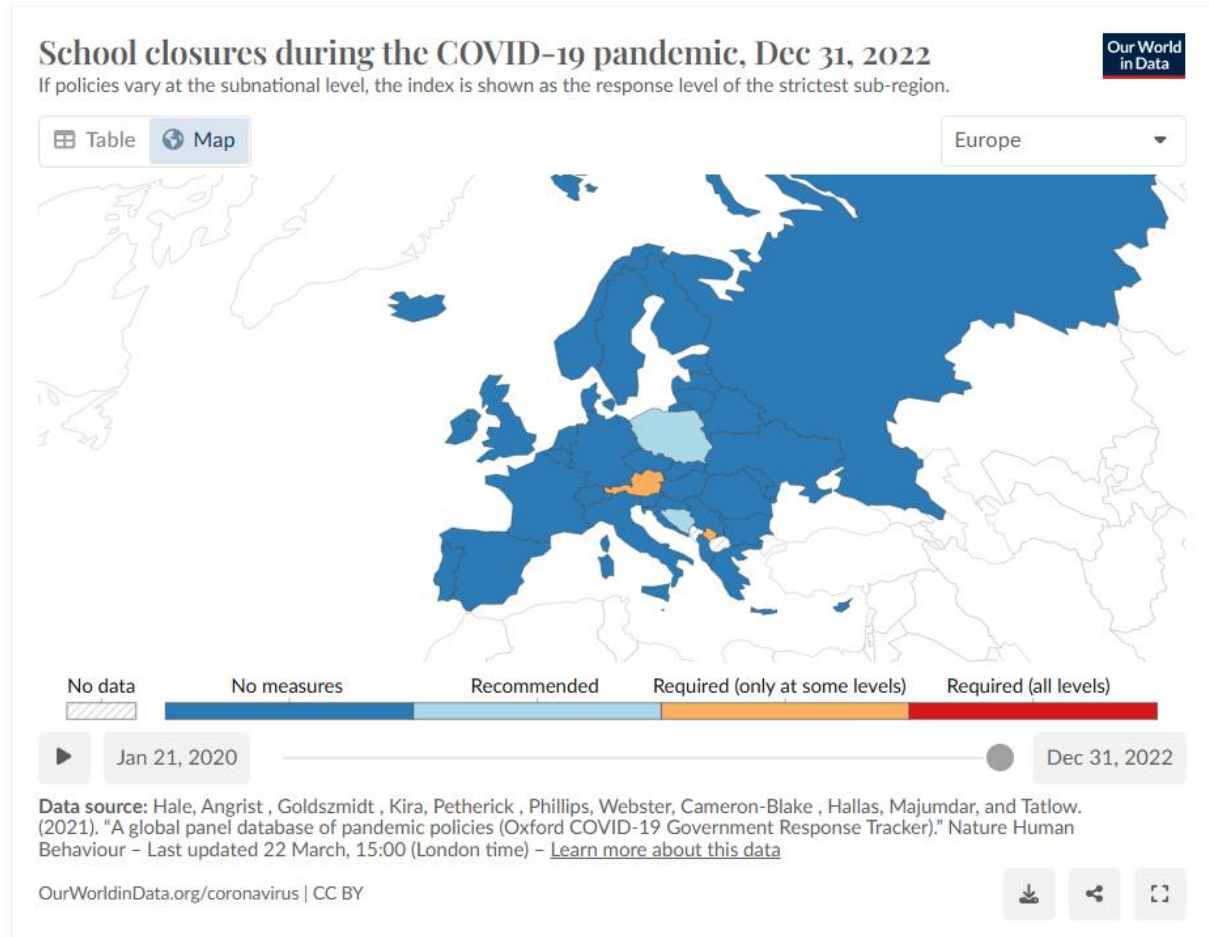 School closures during the COVID-19 pandemic, Dec 31, 2022
Our World
in Data
If policies vary at the subnational level, the index is shown as the response level of the strictest sub-region.
Table
Map
Europe
No data
No measures
Recommended
Required (only at some levels)
Required (all levels)
Jan 21, 2020
Dec 31, 2022
Data source: Hale, Angrist , Goldszmidt , Kira, Petherick , Phillips, Webster, Cameron-Blake , Hallas, Majumdar, and Tatlow.
(2021). “A global panel database of pandemic policies (Oxford COVID-19 Government Response Tracker).” Nature Human
Behaviour – Last updated 22 March, 15:00 (London time) – Learn more about this data
OurWorldinData.org/coronavirus | CC BY